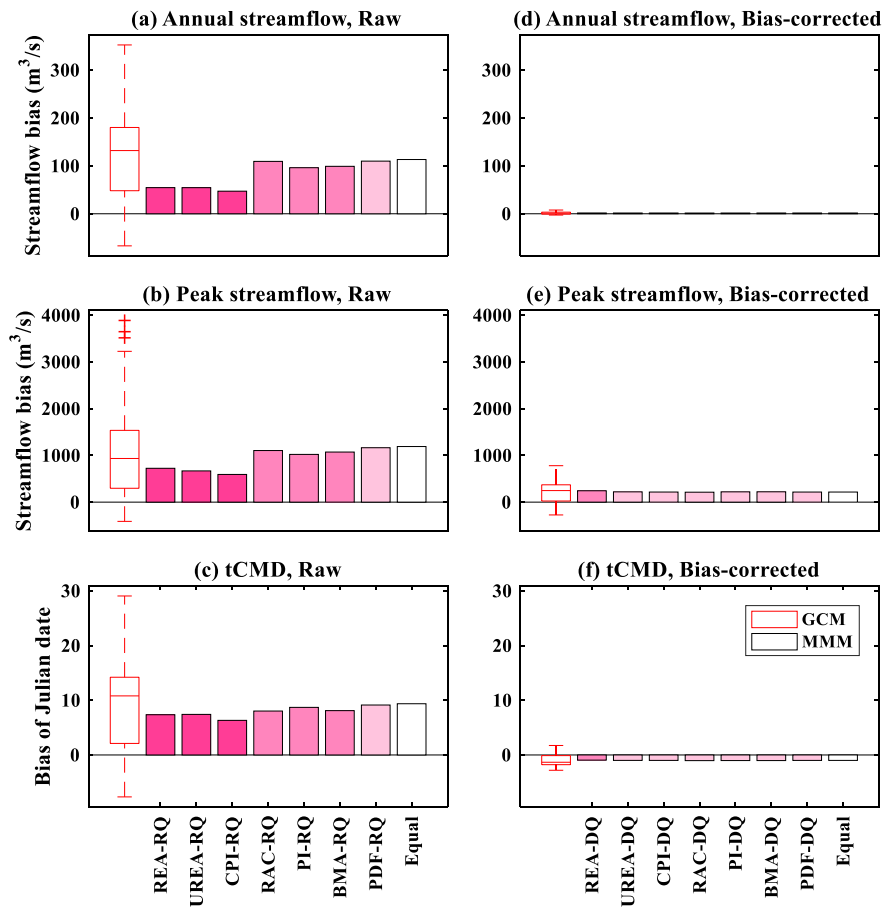 (a) Annual streamflow, Raw
Streamflow bias (m³/s)
300
200
100
0
(d) Annual streamflow, Bias-corrected
300
200
100
0
(b) Peak streamflow, Raw
Streamflow bias (m³/s)
4000
3000
2000
1000
0
(e) Peak streamflow, Bias-corrected
4000
3000
2000
1000
0
(c) tCMD, Raw
Bias of Julian date
30
20
10
0
REA-RQ
UREA-RQ
CPI-RQ
RAC-RQ
PI-RQ
BMA-RQ
PDF-RQ
Equal
(f) tCMD, Bias-corrected
30
20
10
0
GCM
MMM
REA-DQ
UREA-DQ
CPI-DQ
RAC-DQ
PI-DQ
BMA-DQ
PDF-DQ
Equal